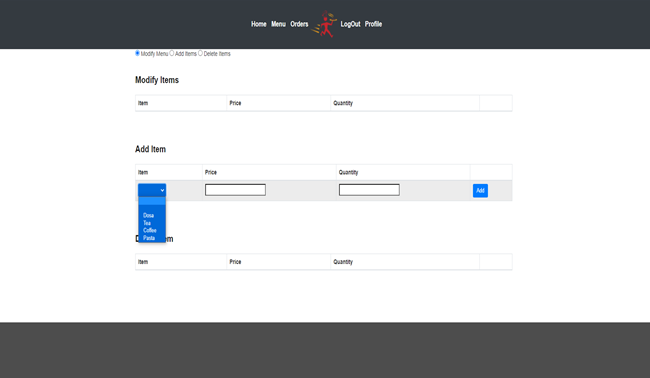 Home Menu Orders LogOut Profile
Modify Menu Add Items Delete Items
Modify Items
Item Price Quantity
Add Item
Item Price Quantity
Add
Dosa
Tea
Coffee
Pasta
Item Price Quantity